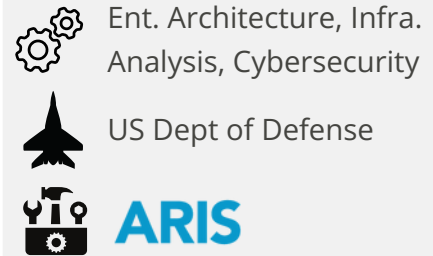 Ent. Architecture, Infra.
Analysis, Cybersecurity
US Dept of Defense
ARIS